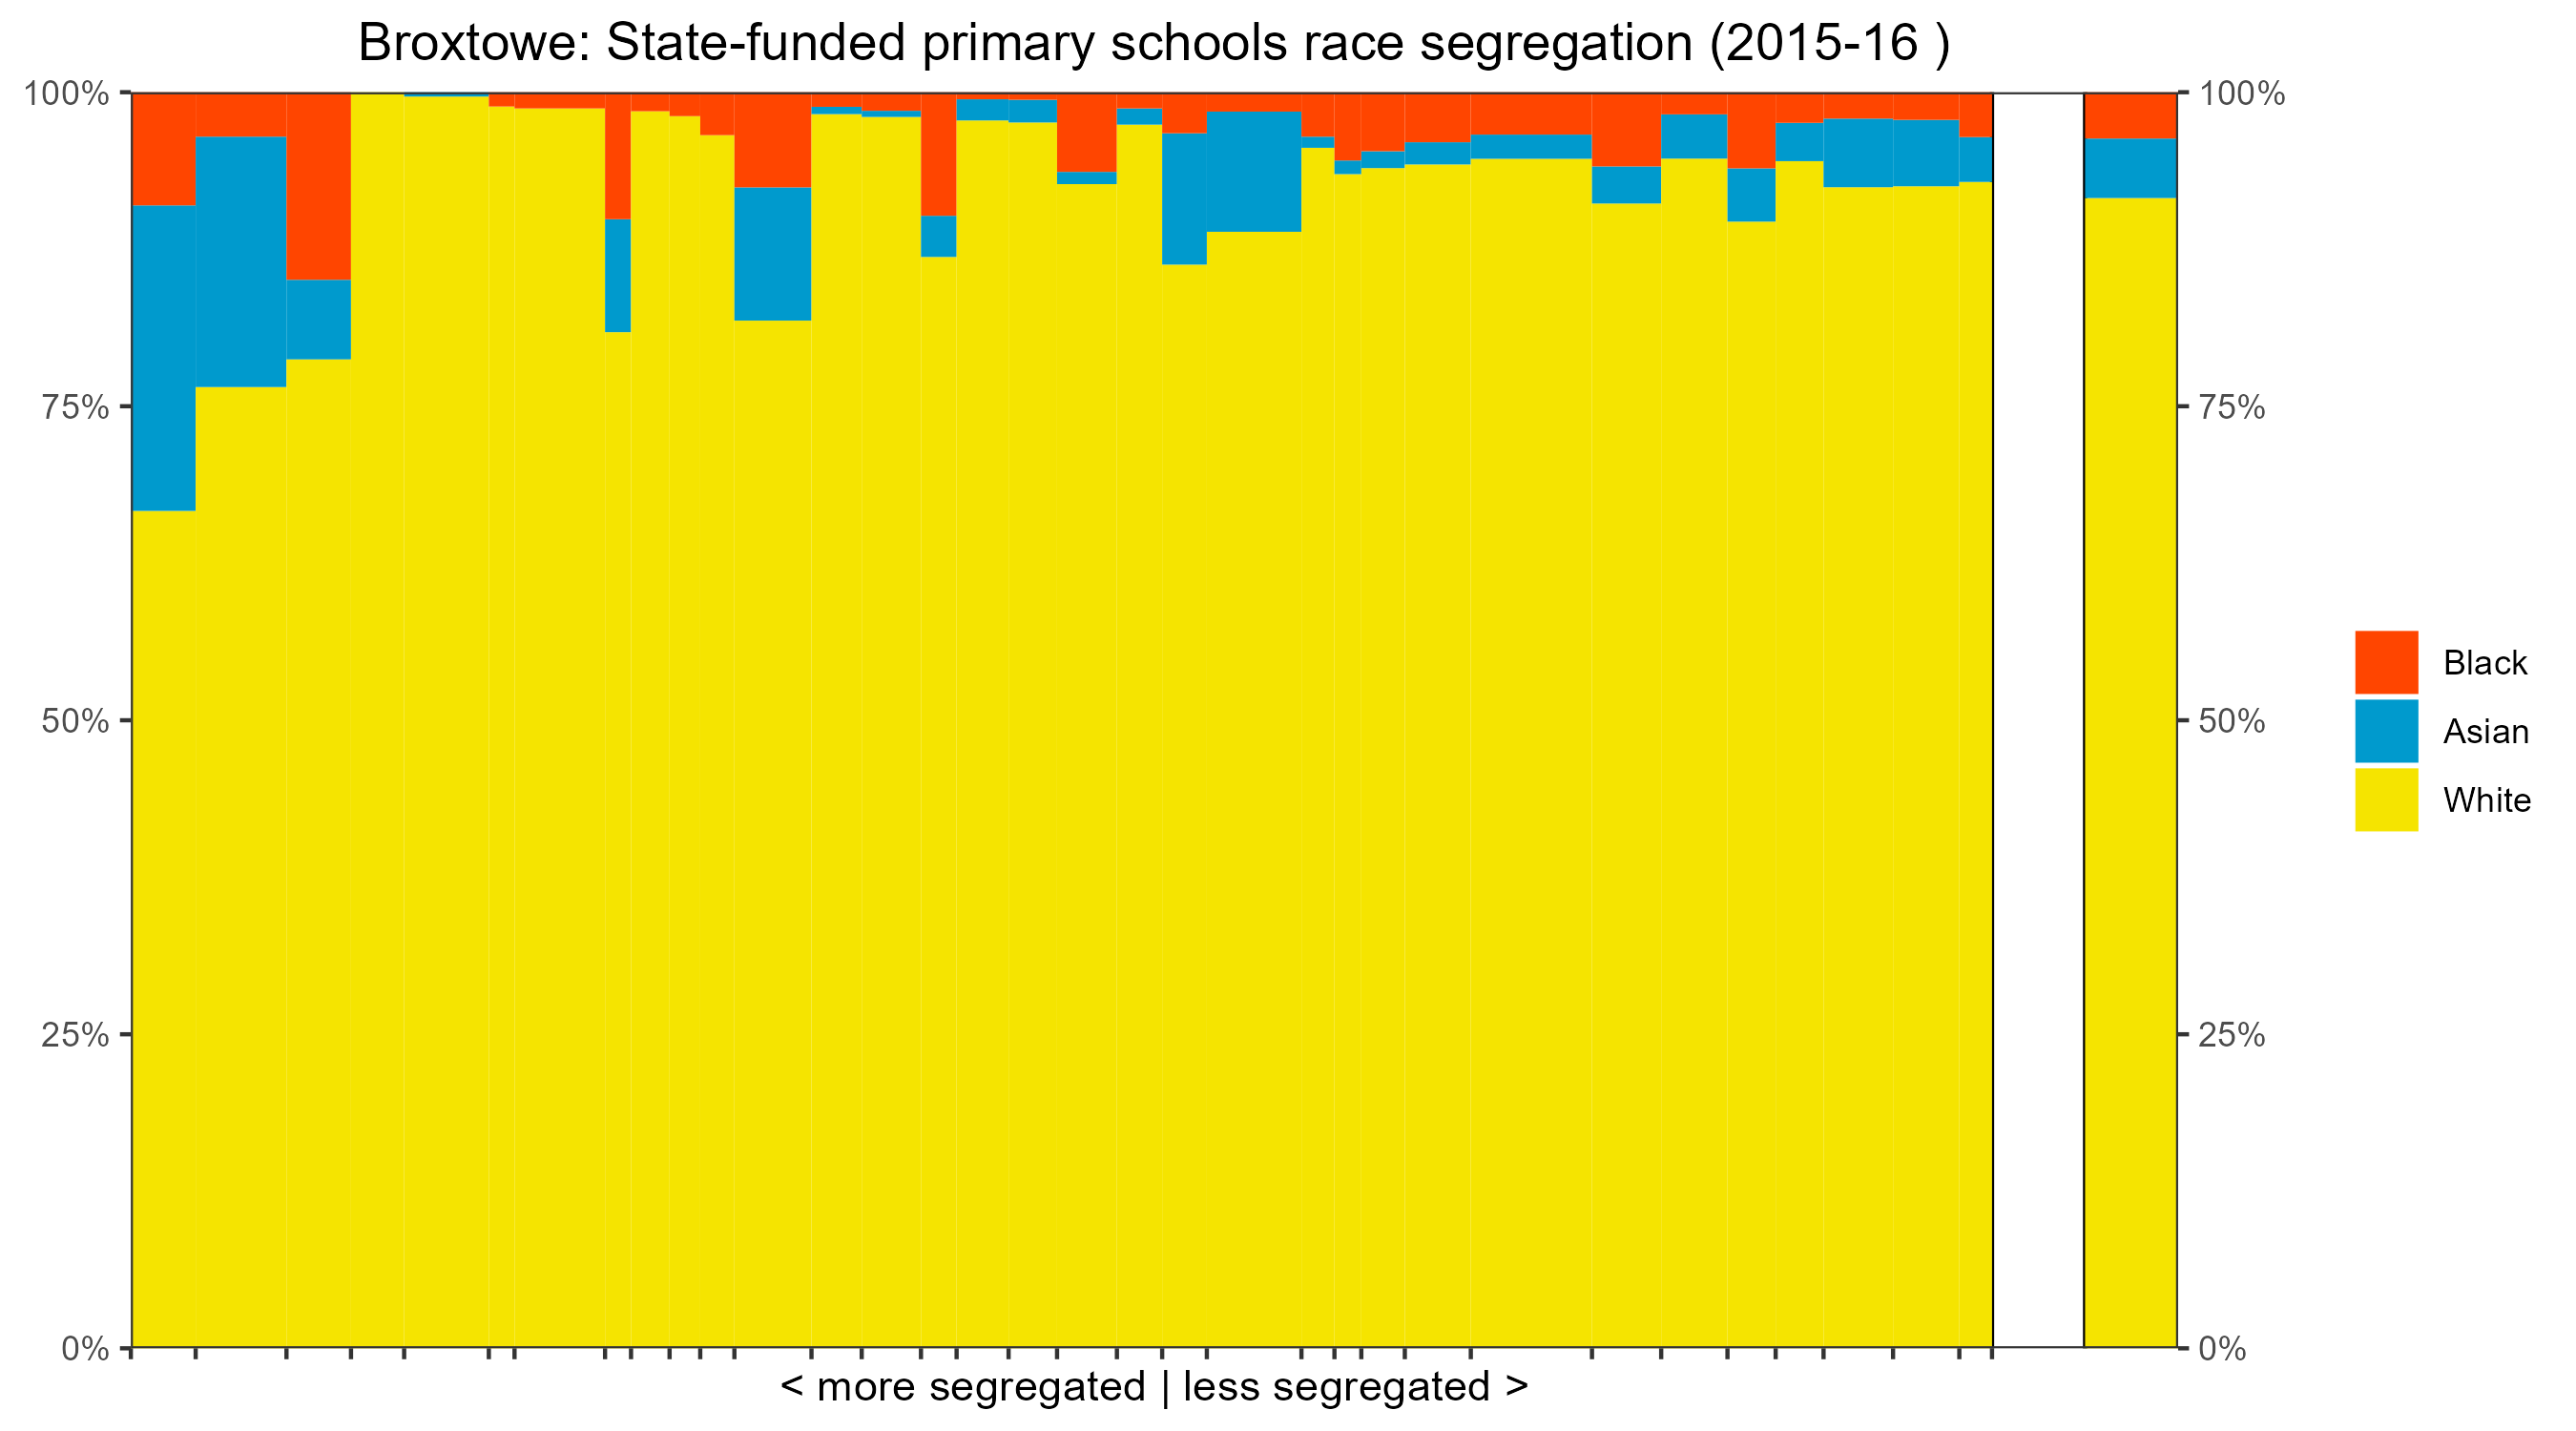 Broxtowe: State-funded primary schools race segregation (2015-16 )
100%
75%
50%
25%
0%
100%
75%
50%
25%
0%
Black
Asian
White
< more segregated | less segregated >